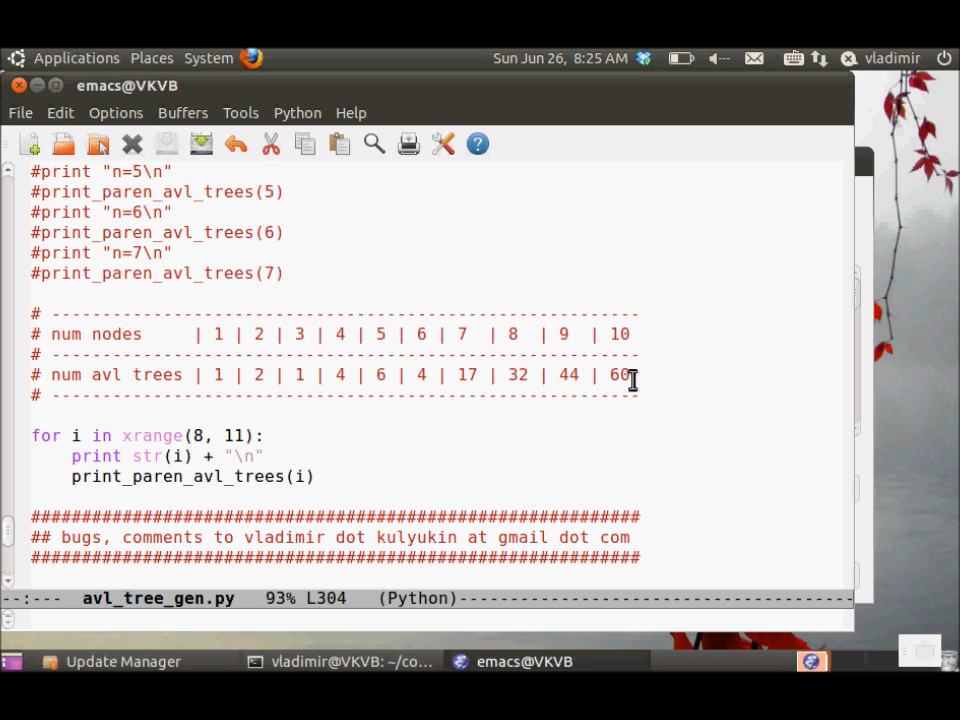 Applications Places System Sun Jun 26, 8:25 AM vladimir
emacs@VKVB
File Edit Options Buffers Tools Python Help
#print "n=5\n"
#print_paren_avl_trees(5)
#print "n=6\n"
#print_paren_avl_trees(6)
#print "n=7\n"
#print_paren_avl_trees(7)
# ----------------------------------------------------------
# num nodes     | 1 | 2 | 3 | 4 | 5 | 6 | 7  | 8  | 9  | 10
# ----------------------------------------------------------
# num avl trees | 1 | 2 | 1 | 4 | 6 | 4 | 17 | 32 | 44 | 60
# ----------------------------------------------------------
for i in xrange(8, 11):
    print str(i) + "\n"
    print_paren_avl_trees(i)
############################################################
## bugs, comments to vladimir dot kulyukin at gmail dot com
############################################################
--:---  avl_tree_gen.py   93% L304   (Python)---------------------------------------
Update Manager vladimir@VKVB: ~/co... emacs@VKVB